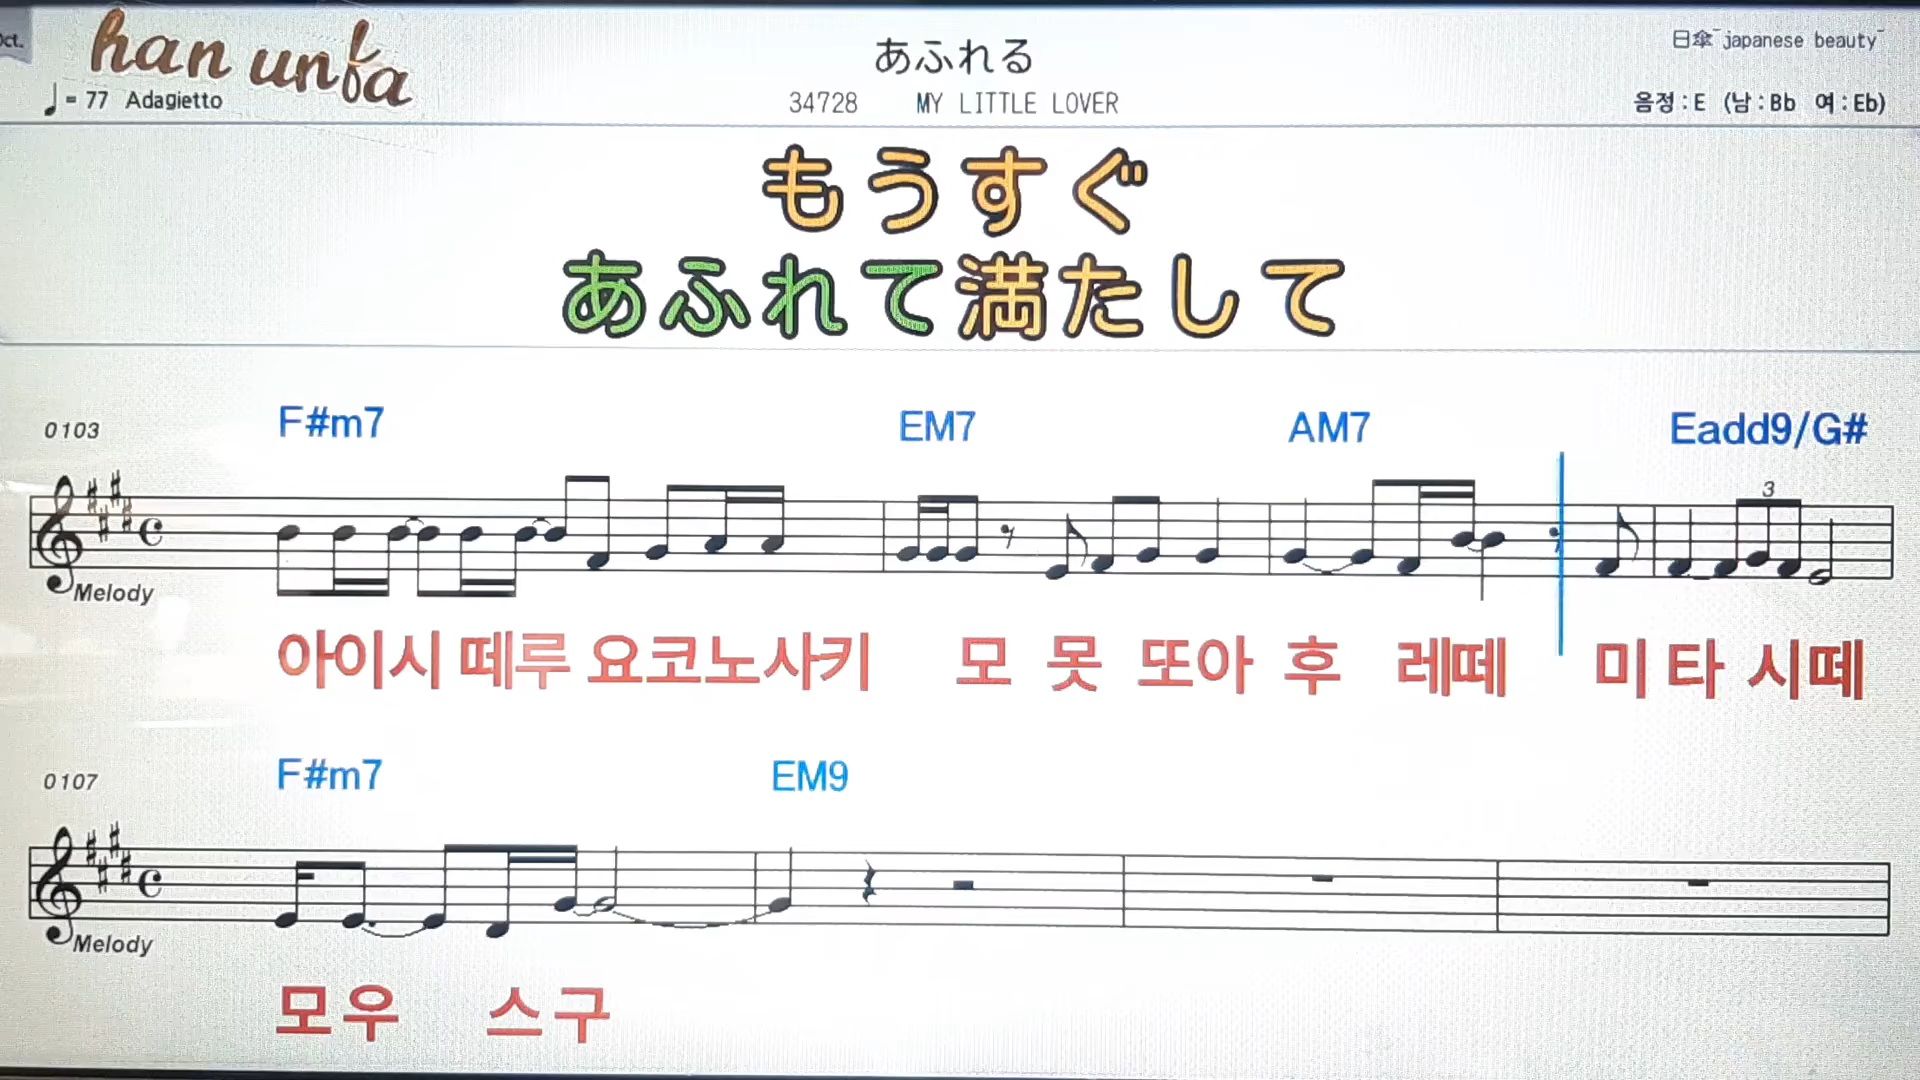 Oct.
han unfa
あふれる
日傘~japanese beauty~
♩= 77 Adagietto
34728 MY LITTLE LOVER
음정:E (남:Bb 여:Eb)
もうすぐ
あふれて満たして
0103 F#m7 EM7 AM7 Eadd9/G#
3
Melody
아이시 떼루 요코노사키 모 못 또아 후 레떼 미 타 시떼
0107 F#m7 EM9
Melody
모우 스구